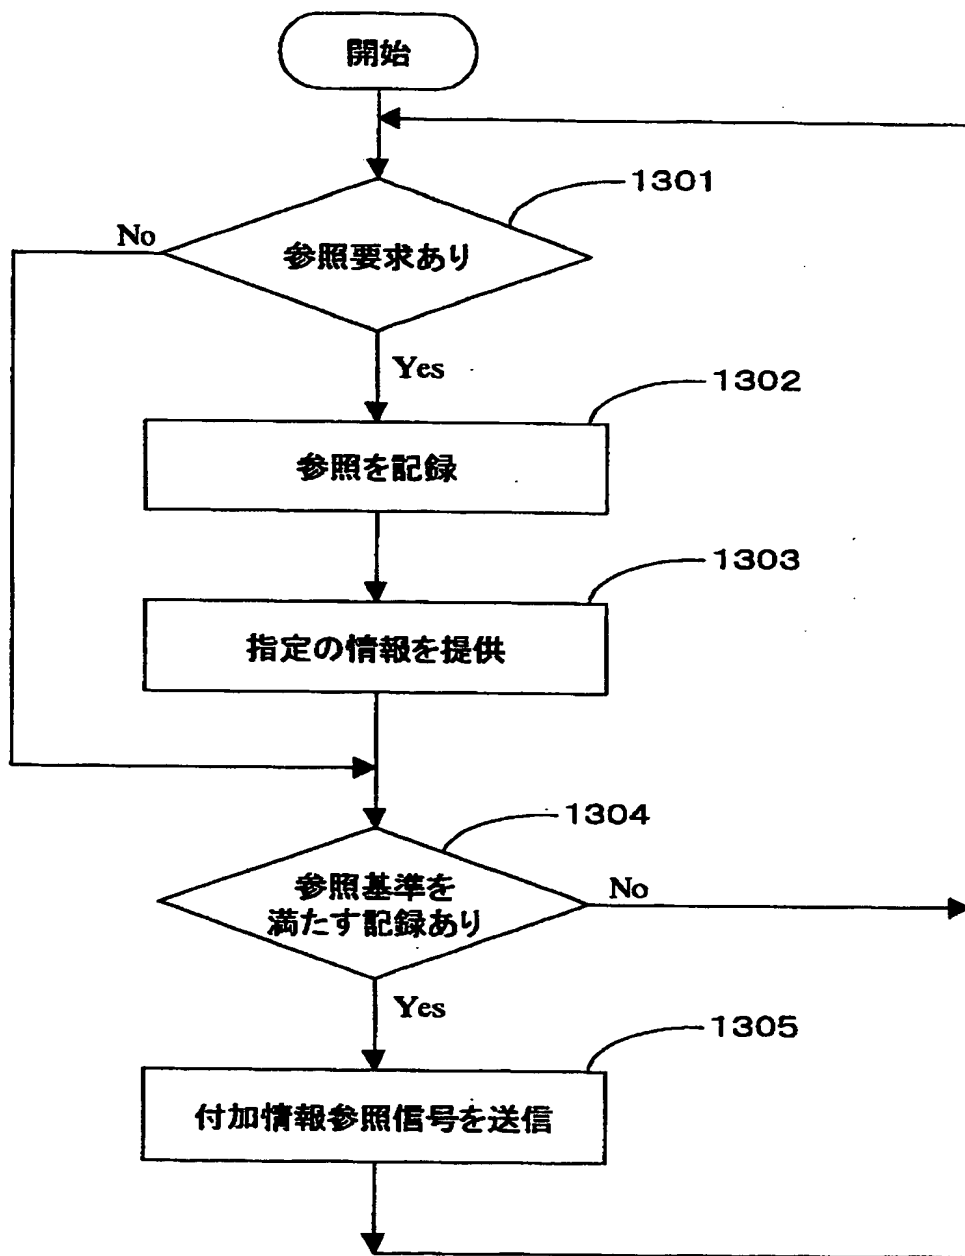 開始
1301
No
参照要求あり
Yes
1302
参照を記録
1303
指定の情報を提供
1304
参照基準を
満たす記録あり
No
Yes
1305
付加情報参照信号を送信